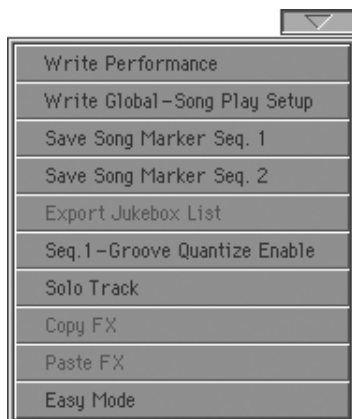 Write Performance
Write Global-Song Play Setup
Save Song Marker Seq. 1
Save Song Marker Seq. 2
Export Jukebox List
Seq.1-Groove Quantize Enable
Solo Track
Copy FX
Paste FX
Easy Mode